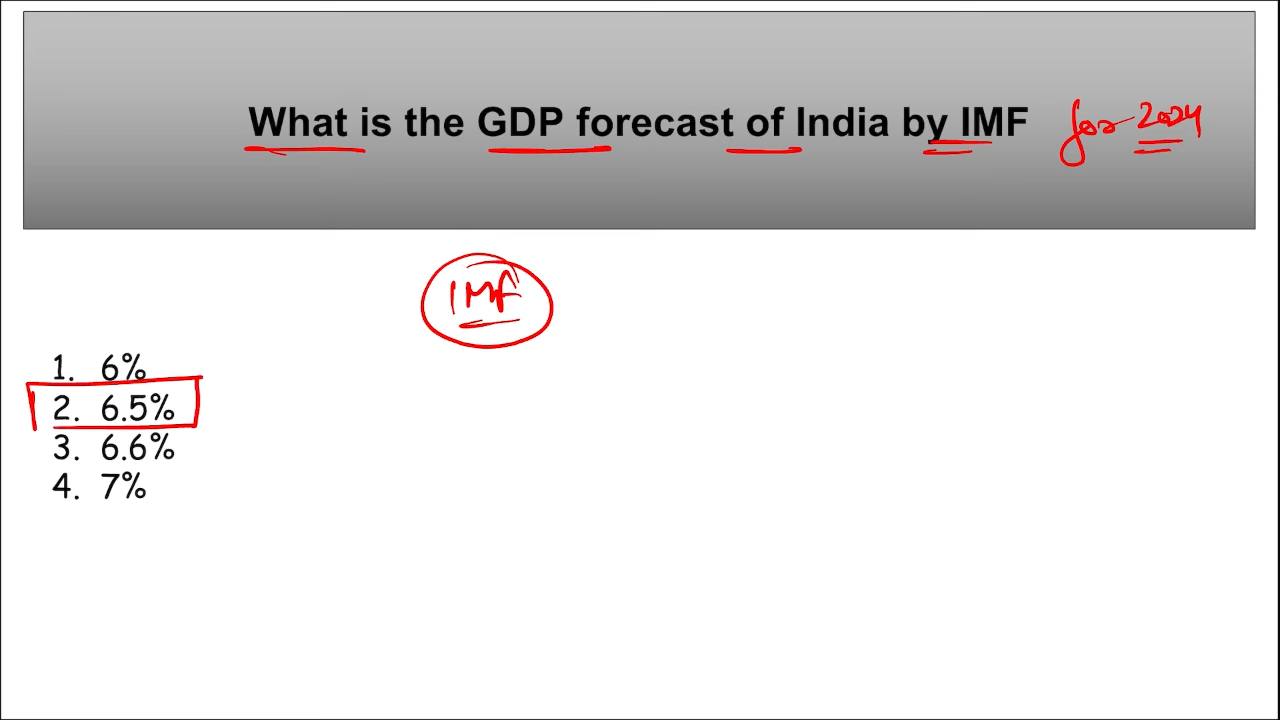 What is the GDP forecast of India by IMF for 2024
IMF
1. 6%
2. 6.5%
3. 6.6%
4. 7%